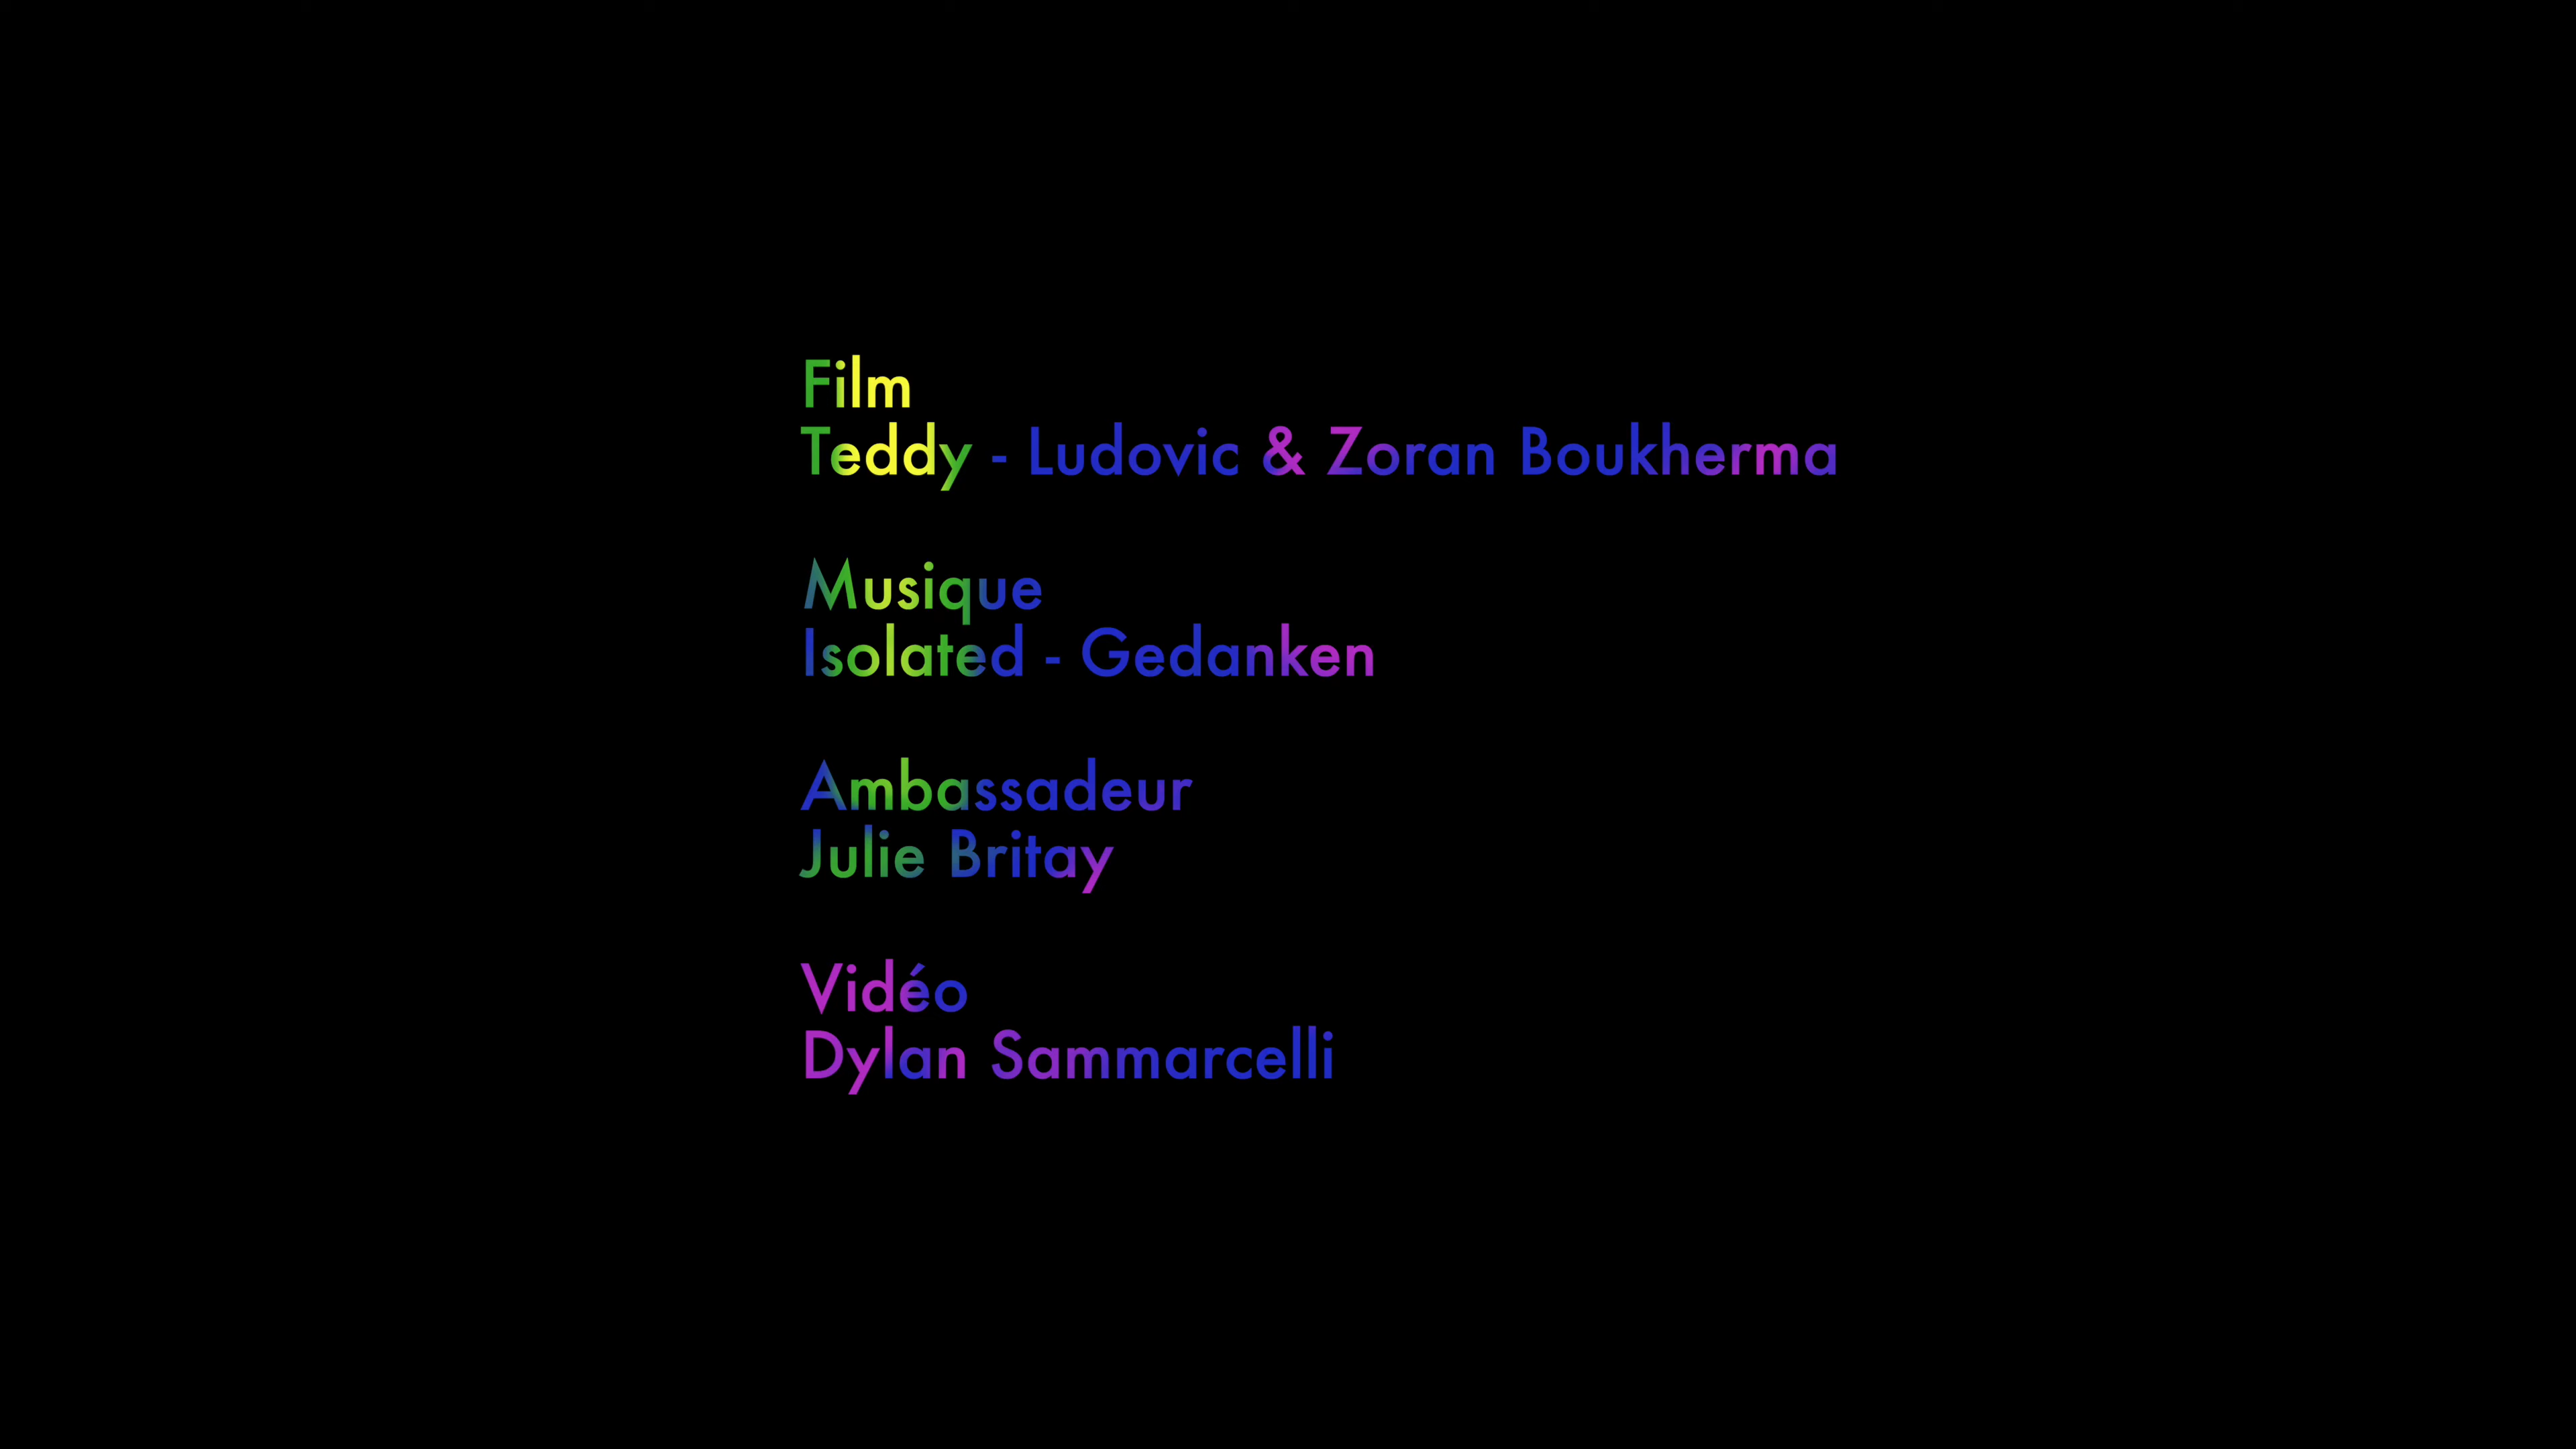 Film
Teddy - Ludovic & Zoran Boukherma
Musique
Isolated - Gedanken
Ambassadeur
Julie Britay
Vidéo
Dylan Sammarcelli